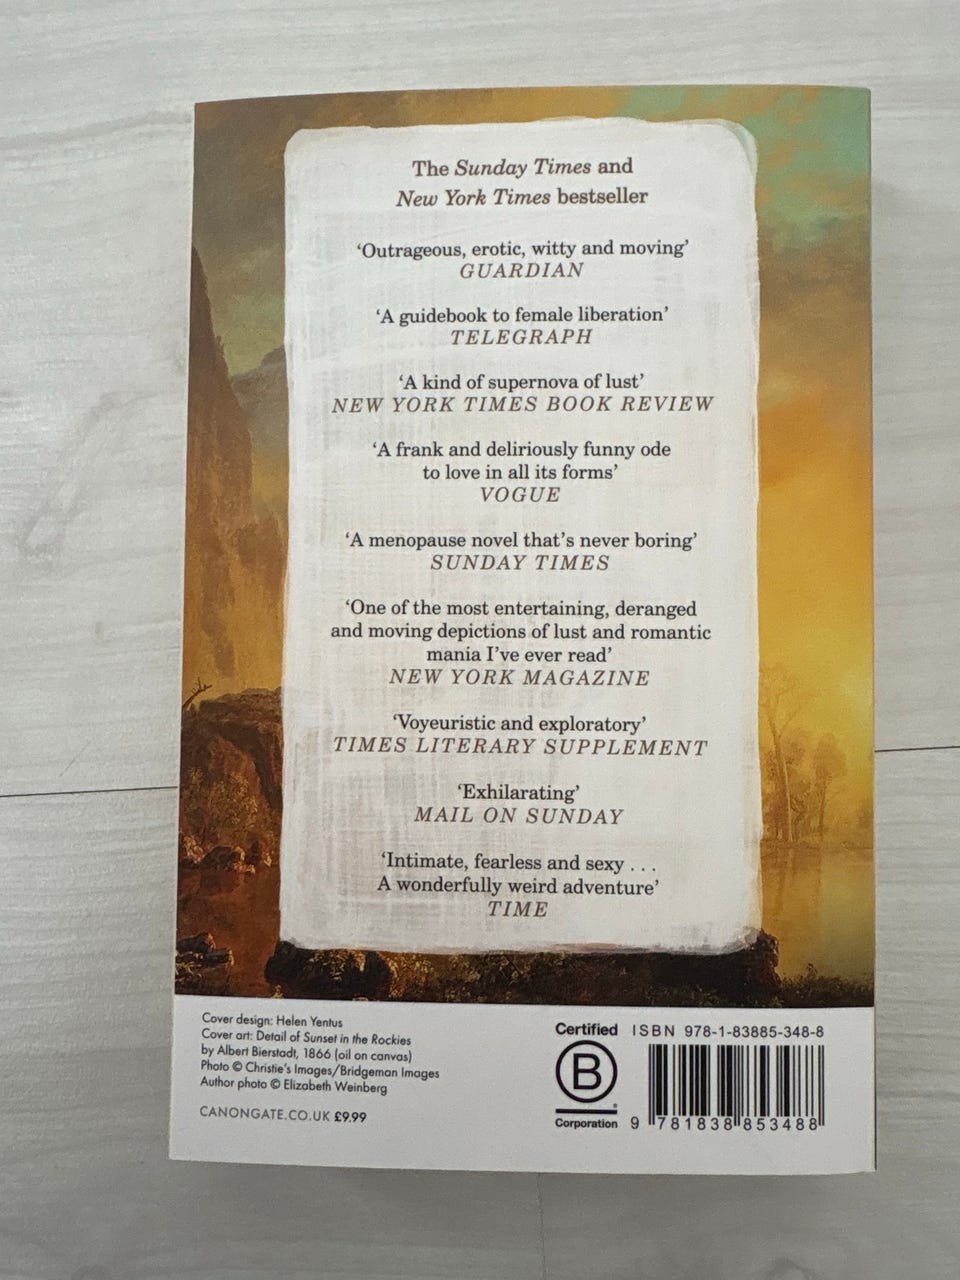 The Sunday Times and
New York Times bestseller
‘Outrageous, erotic, witty and moving’
GUARDIAN
‘A guidebook to female liberation’
TELEGRAPH
‘A kind of supernova of lust’
NEW YORK TIMES BOOK REVIEW
‘A frank and deliriously funny ode
to love in all its forms’
VOGUE
‘A menopause novel that’s never boring’
SUNDAY TIMES
‘One of the most entertaining, deranged
and moving depictions of lust and romantic
mania I’ve ever read’
NEW YORK MAGAZINE
‘Voyeuristic and exploratory’
TIMES LITERARY SUPPLEMENT
‘Exhilarating’
MAIL ON SUNDAY
‘Intimate, fearless and sexy . . .
A wonderfully weird adventure’
TIME
Cover design: Helen Yentus
Cover art: Detail of Sunset in the Rockies
by Albert Bierstadt, 1866 (oil on canvas)
Photo © Christie’s Images/Bridgeman Images
Author photo © Elizabeth Weinberg
CANONGATE.CO.UK £9.99
Certified
B
Corporation
ISBN 978-1-83885-348-8
9 781838 853488